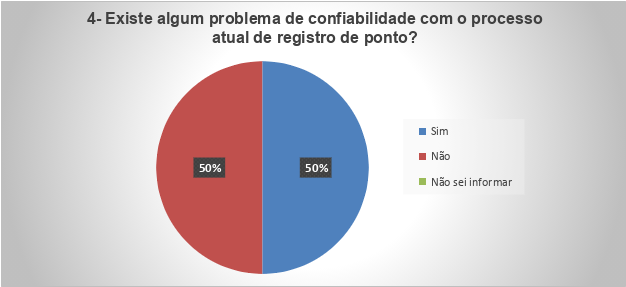 4- Existe algum problema de confiabilidade com o processo
atual de registro de ponto?
50%
50%
Sim
Não
Não sei informar